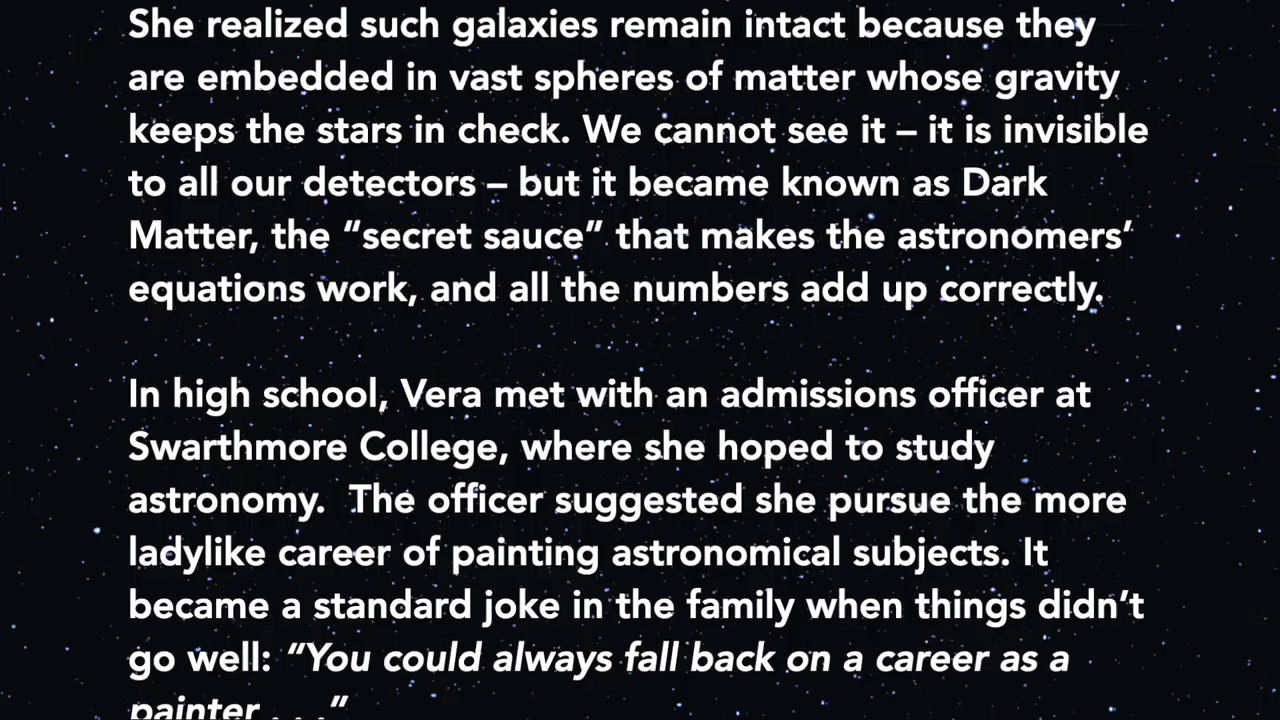 She realized such galaxies remain intact because they
are embedded in vast spheres of matter whose gravity
keeps the stars in check. We cannot see it – it is invisible
to all our detectors – but it became known as Dark
Matter, the “secret sauce” that makes the astronomers’
equations work, and all the numbers add up correctly.
In high school, Vera met with an admissions officer at
Swarthmore College, where she hoped to study
astronomy.  The officer suggested she pursue the more
ladylike career of painting astronomical subjects. It
became a standard joke in the family when things didn’t
go well: “You could always fall back on a career as a
painter . . .”